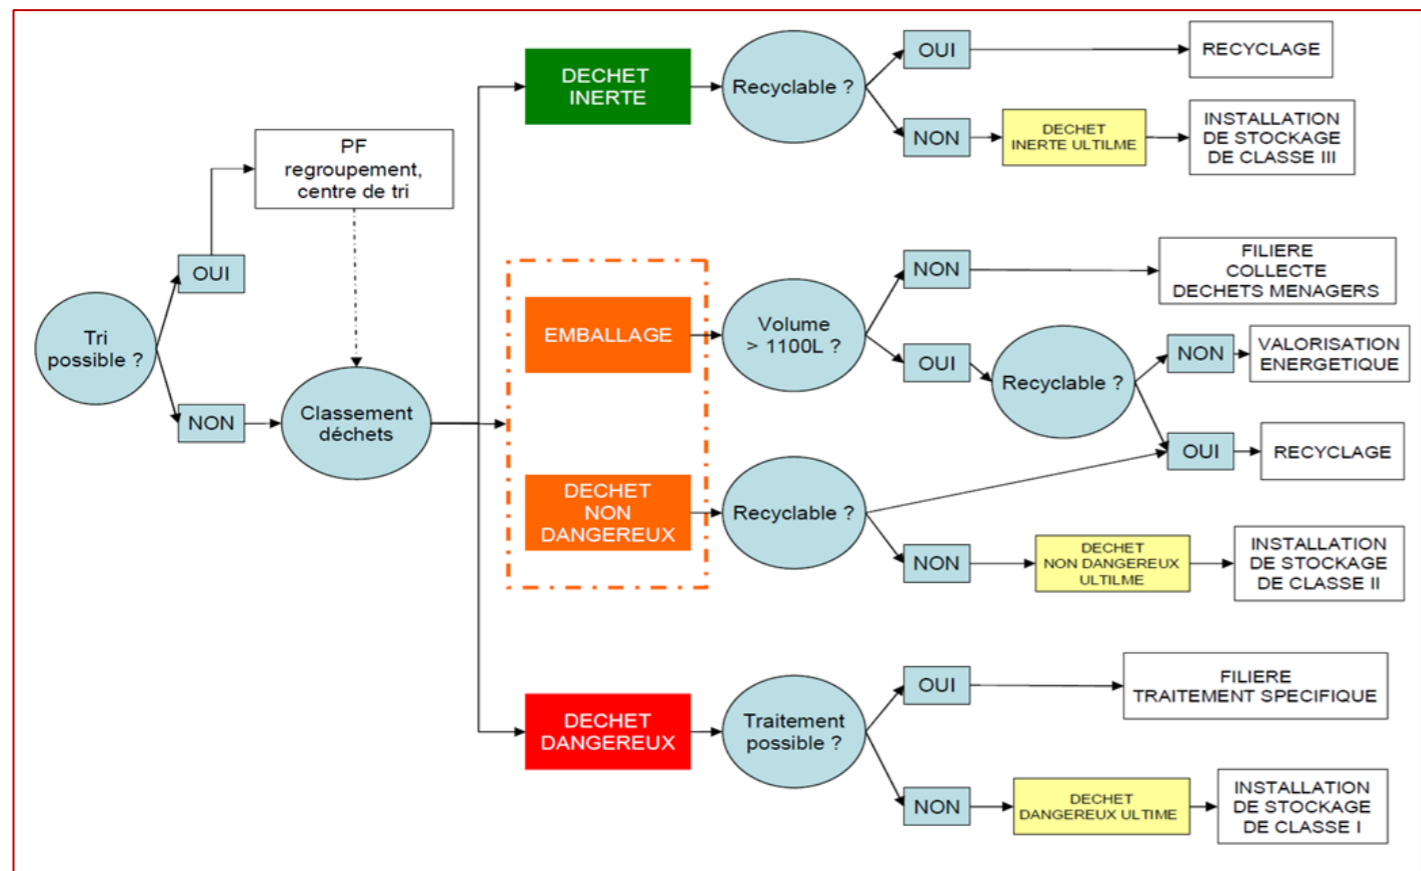 Tri
possible ?
OUI
NON
PF
regroupement,
centre de tri
Classement
déchets
DECHET
INERTE
Recyclable ?
OUI
RECYCLAGE
NON
DECHET
INERTE ULTILME
INSTALLATION
DE STOCKAGE
DE CLASSE III
EMBALLAGE
Volume
> 1100L ?
NON
FILIERE
COLLECTE
DECHETS MENAGERS
OUI
Recyclable ?
NON
VALORISATION
ENERGETIQUE
OUI
RECYCLAGE
DECHET
NON
DANGEREUX
Recyclable ?
NON
DECHET
NON DANGEREUX
ULTILME
INSTALLATION
DE STOCKAGE
DE CLASSE II
DECHET
DANGEREUX
Traitement
possible ?
OUI
FILIERE
TRAITEMENT SPECIFIQUE
NON
DECHET
DANGEREUX ULTIME
INSTALLATION
DE STOCKAGE
DE CLASSE I